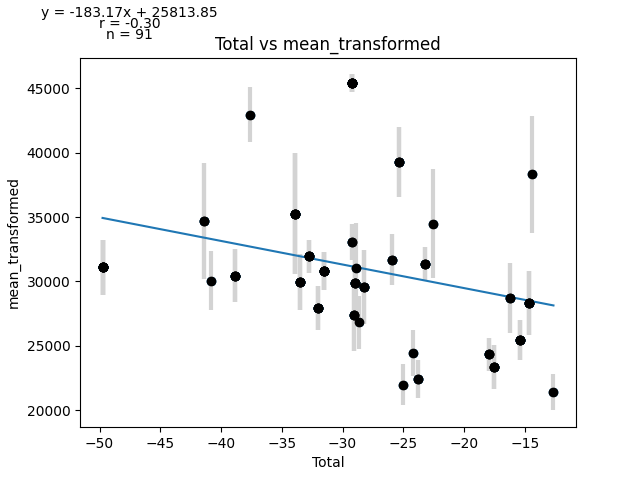 y = -183.17x + 25813.85
r = -0.30
n = 91
Total vs mean_transformed
mean_transformed
45000
40000
35000
30000
25000
20000
−50
−45
−40
−35
−30
−25
−20
−15
Total